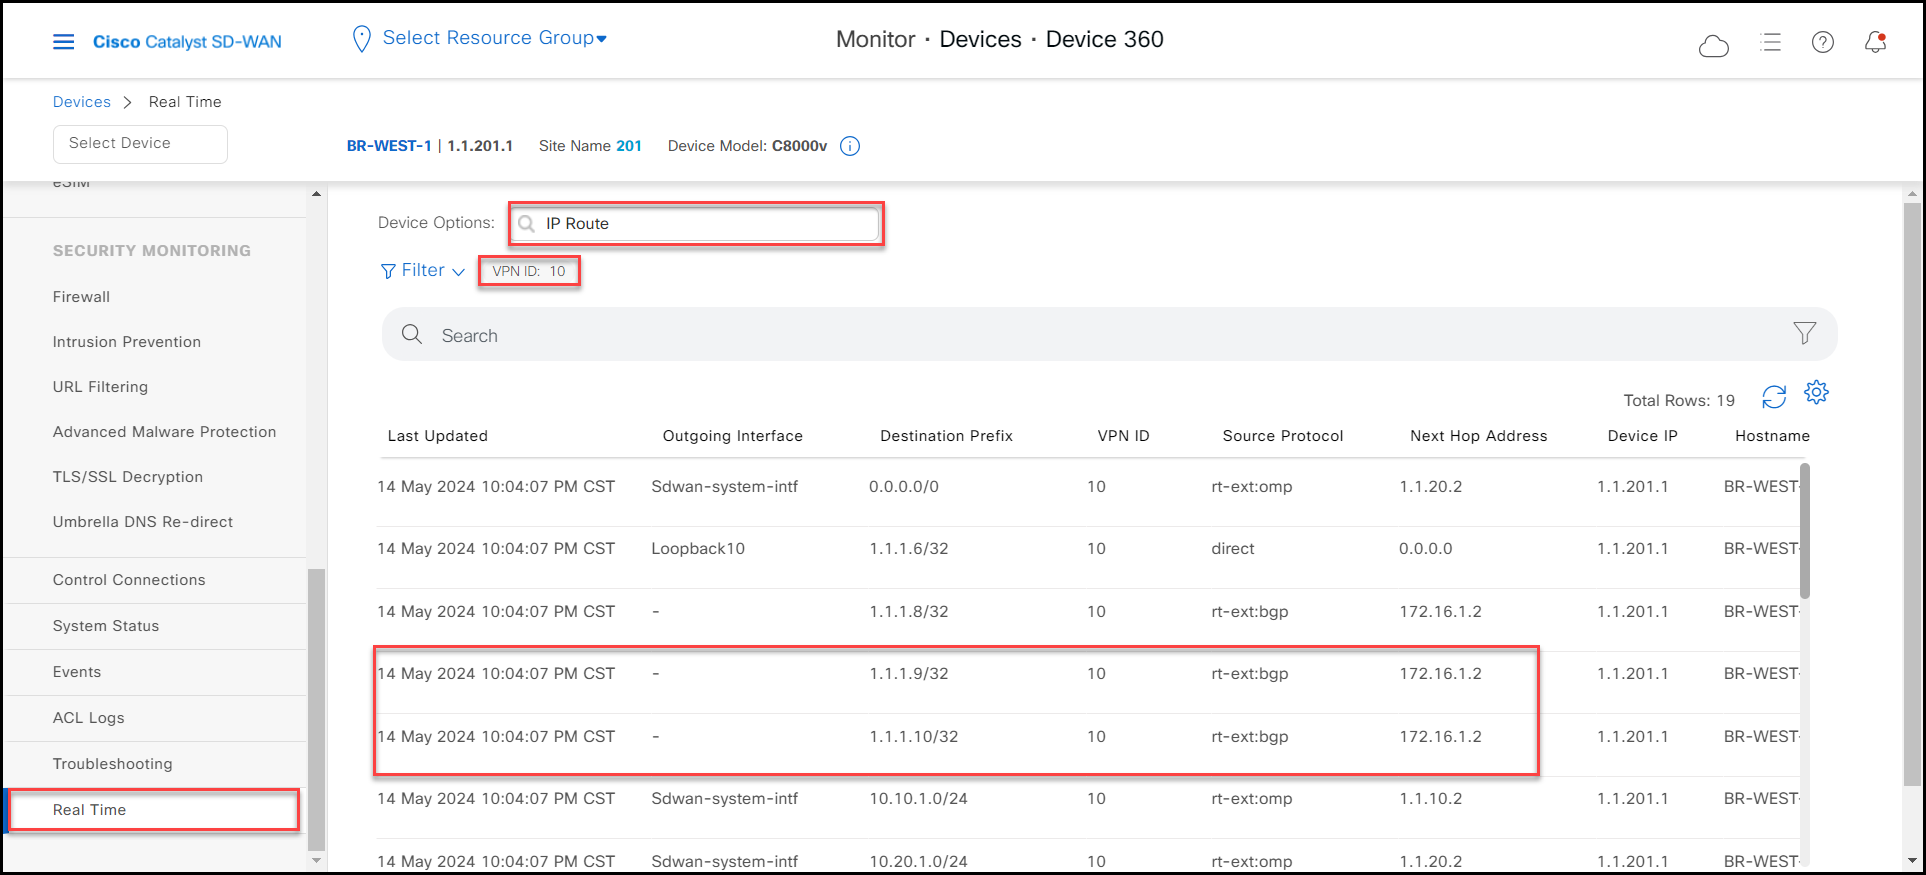 Cisco Catalyst SD-WAN
Select Resource Group
Monitor · Devices · Device 360
Devices > Real Time
Select Device
BR-WEST-1 | 1.1.201.1 Site Name 201 Device Model: C8000v
eSIM
SECURITY MONITORING
Firewall
Intrusion Prevention
URL Filtering
Advanced Malware Protection
TLS/SSL Decryption
Umbrella DNS Re-direct
Control Connections
System Status
Events
ACL Logs
Troubleshooting
Real Time
Device Options: IP Route
Filter VPN ID: 10
Search
Total Rows: 19
Last Updated Outgoing Interface Destination Prefix VPN ID Source Protocol Next Hop Address Device IP Hostname
14 May 2024 10:04:07 PM CST Sdwan-system-intf 0.0.0.0/0 10 rt-ext:omp 1.1.20.2 1.1.201.1 BR-WEST-
14 May 2024 10:04:07 PM CST Loopback10 1.1.1.6/32 10 direct 0.0.0.0 1.1.201.1 BR-WEST-
14 May 2024 10:04:07 PM CST - 1.1.1.8/32 10 rt-ext:bgp 172.16.1.2 1.1.201.1 BR-WEST-
14 May 2024 10:04:07 PM CST - 1.1.1.9/32 10 rt-ext:bgp 172.16.1.2 1.1.201.1 BR-WEST-
14 May 2024 10:04:07 PM CST - 1.1.1.10/32 10 rt-ext:bgp 172.16.1.2 1.1.201.1 BR-WEST-
14 May 2024 10:04:07 PM CST Sdwan-system-intf 10.10.1.0/24 10 rt-ext:omp 1.1.10.2 1.1.201.1 BR-WEST-
14 May 2024 10:04:07 PM CST Sdwan-system-intf 10.20.1.0/24 10 rt-ext:omp 1.1.20.2 1.1.201.1 BR-WEST-